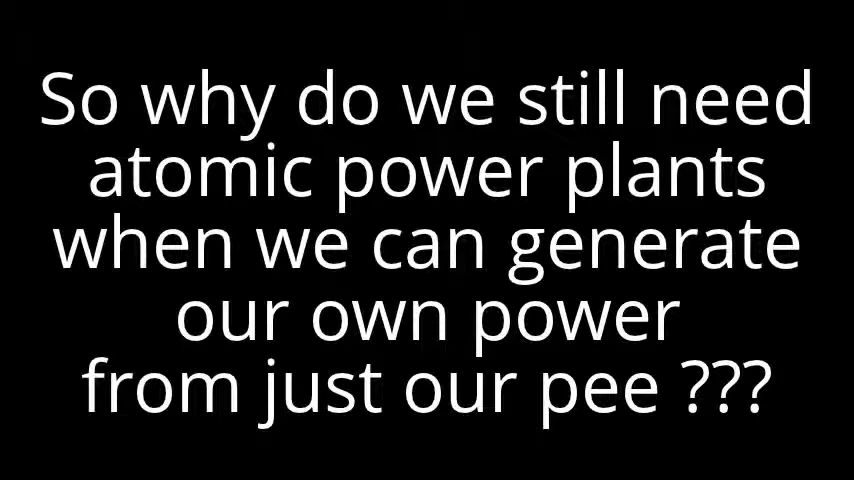 So why do we still need
atomic power plants
when we can generate
our own power
from just our pee ???